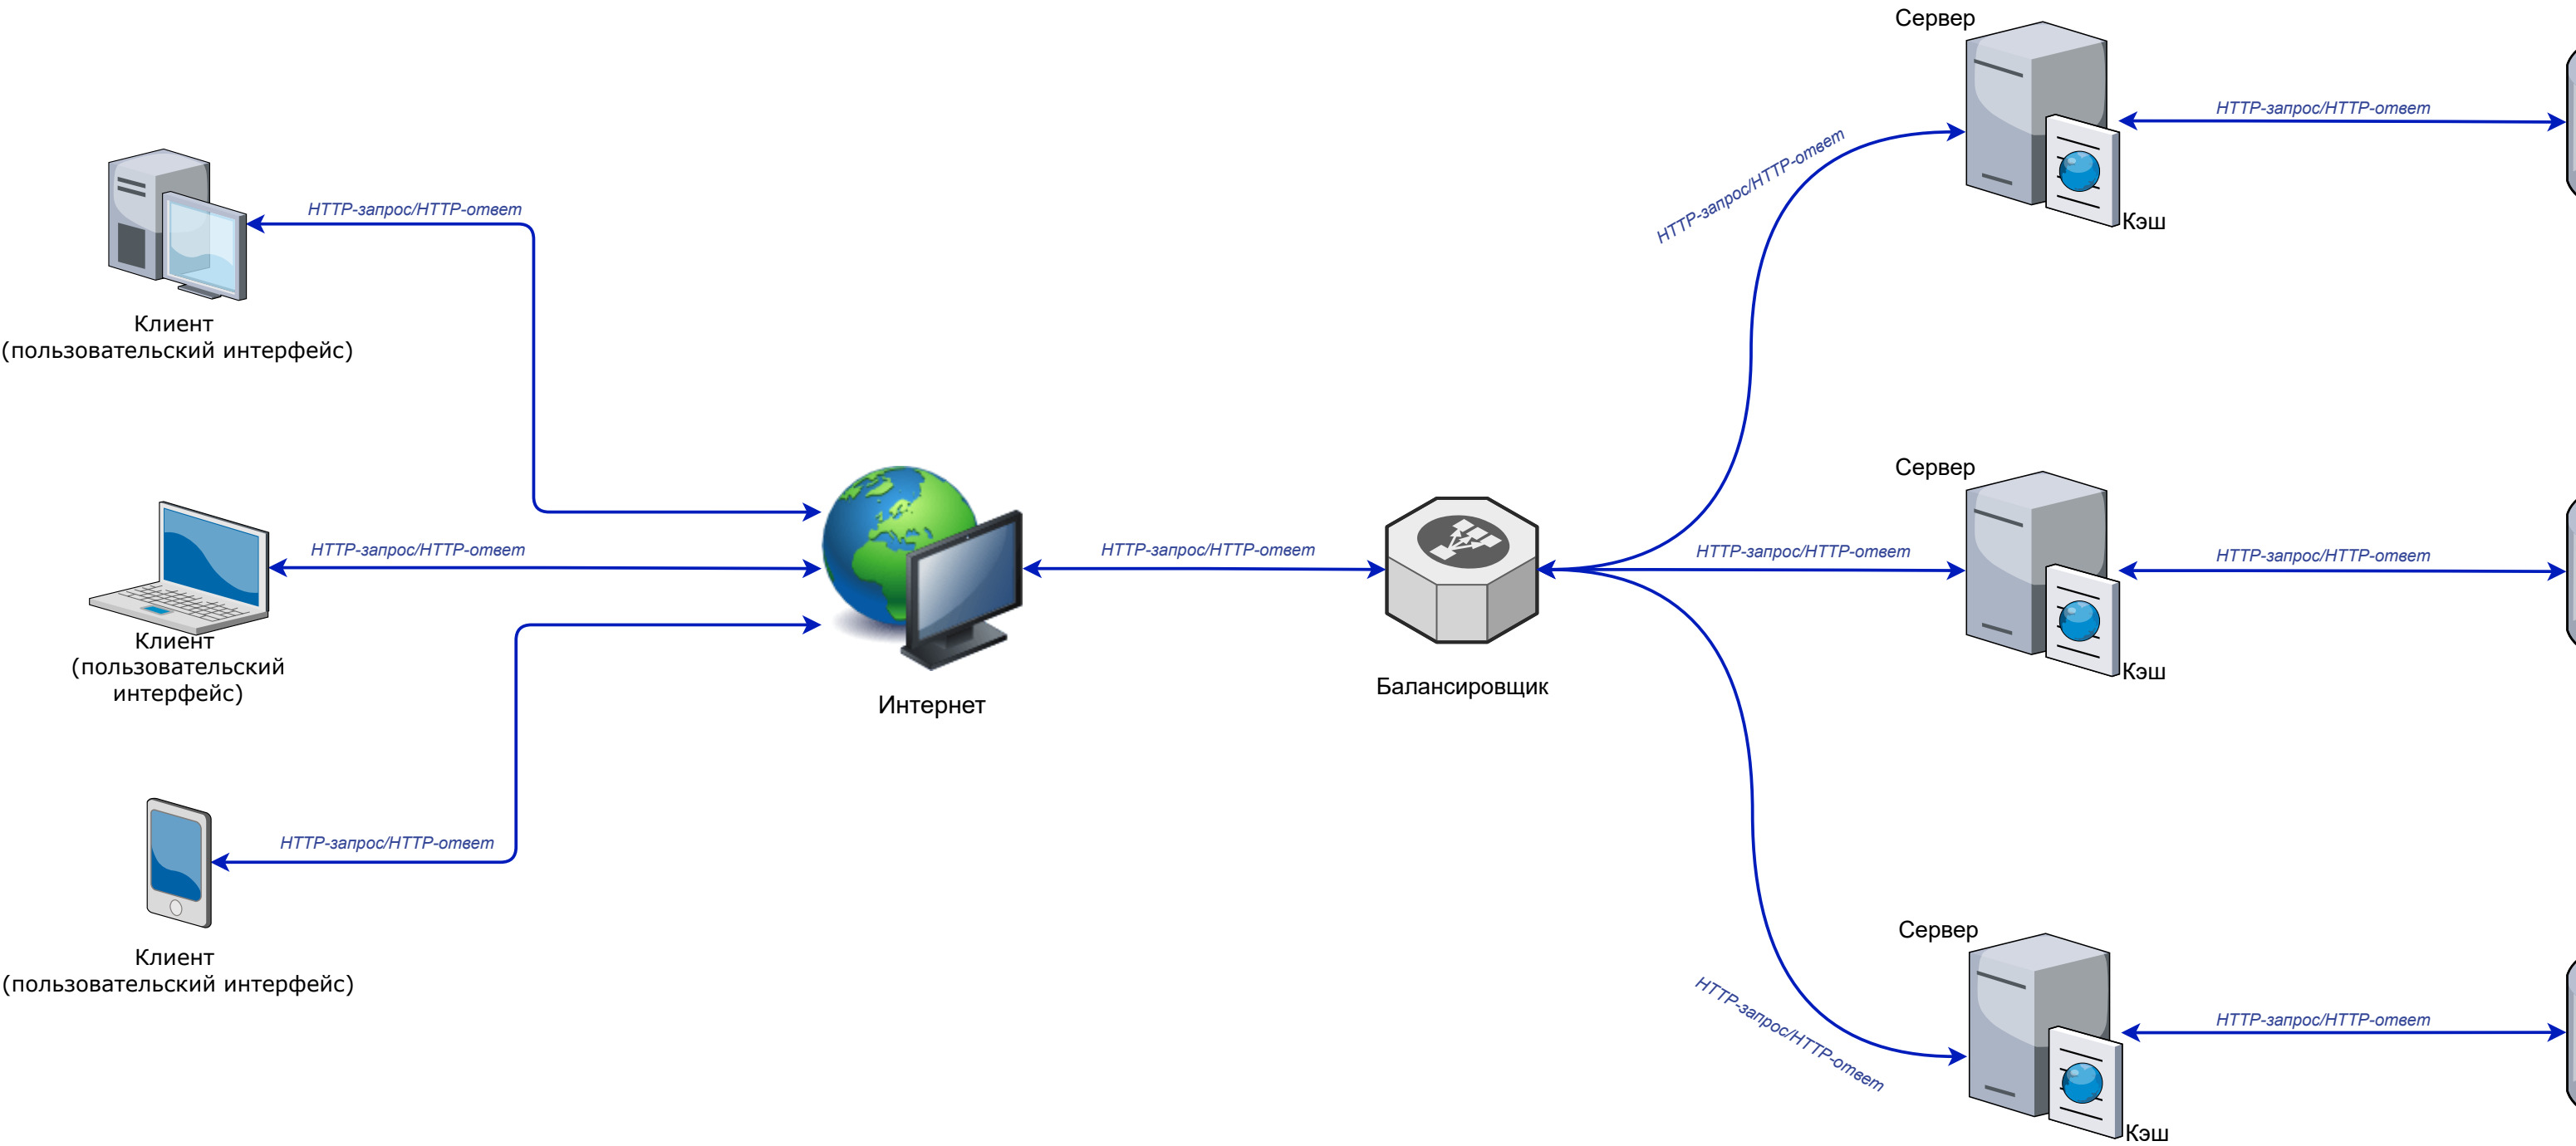 Сервер
HTTP-запрос/HTTP-ответ
HTTP-запрос/HTTP-ответ
Кэш
HTTP-запрос/HTTP-ответ
Клиент
(пользовательский интерфейс)
Сервер
HTTP-запрос/HTTP-ответ
HTTP-запрос/HTTP-ответ
HTTP-запрос/HTTP-ответ
HTTP-запрос/HTTP-ответ
Клиент
(пользовательский
интерфейс)
Интернет
Балансировщик
Кэш
HTTP-запрос/HTTP-ответ
Клиент
(пользовательский интерфейс)
Сервер
HTTP-запрос/HTTP-ответ
HTTP-запрос/HTTP-ответ
Кэш